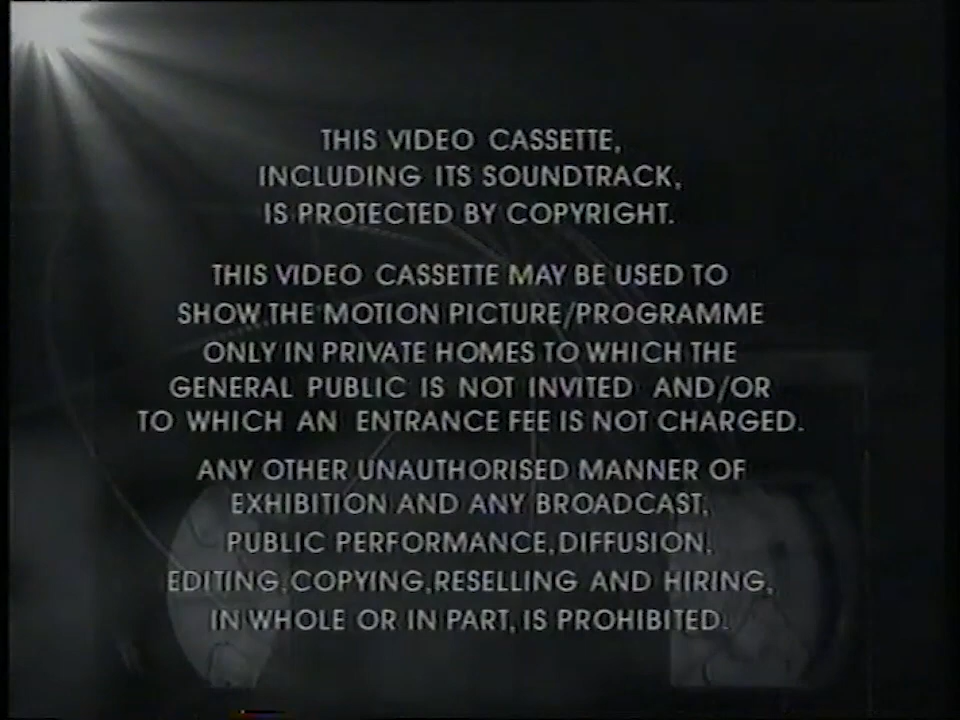 THIS VIDEO CASSETTE,
INCLUDING ITS SOUNDTRACK,
IS PROTECTED BY COPYRIGHT.
THIS VIDEO CASSETTE MAY BE USED TO
SHOW THE MOTION PICTURE/PROGRAMME
ONLY IN PRIVATE HOMES TO WHICH THE
GENERAL PUBLIC IS NOT INVITED AND/OR
TO WHICH AN ENTRANCE FEE IS NOT CHARGED.
ANY OTHER UNAUTHORISED MANNER OF
EXHIBITION AND ANY BROADCAST,
PUBLIC PERFORMANCE, DIFFUSION,
EDITING, COPYING, RESELLING AND HIRING,
IN WHOLE OR IN PART, IS PROHIBITED.